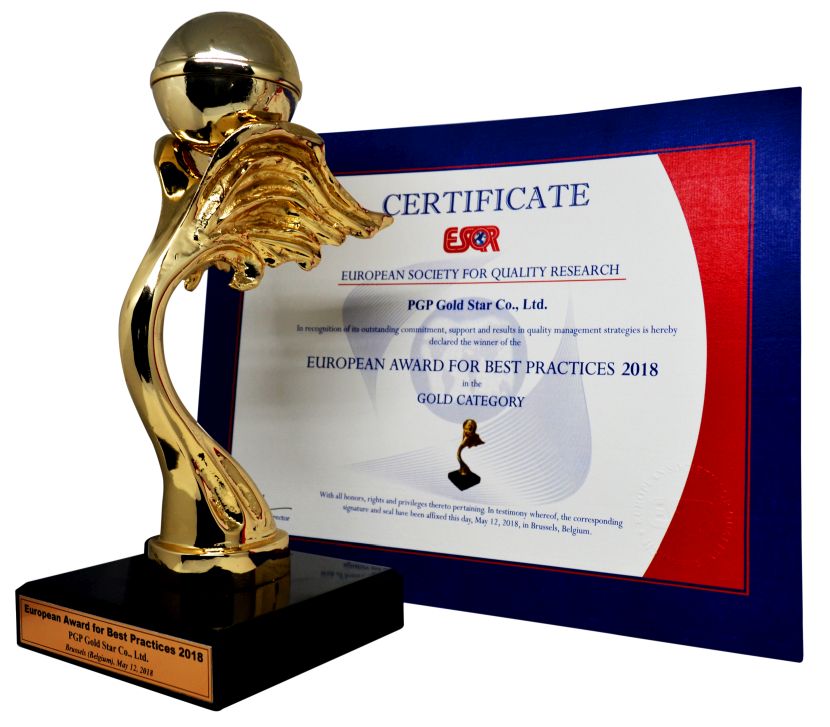 CERTIFICATE
ESQR
EUROPEAN SOCIETY FOR QUALITY RESEARCH
PGP Gold Star Co., Ltd.
In recognition of its outstanding commitment, support and results in quality management strategies is hereby
declared the winner of the
EUROPEAN AWARD FOR BEST PRACTICES 2018
in the
GOLD CATEGORY
With all honors, rights and privileges thereto pertaining. In testimony whereof, the corresponding
signature and seal have been affixed this day, May 12, 2018, in Brussels, Belgium.
European Award for Best Practices 2018
PGP Gold Star Co., Ltd.
Brussels (Belgium), May 12, 2018